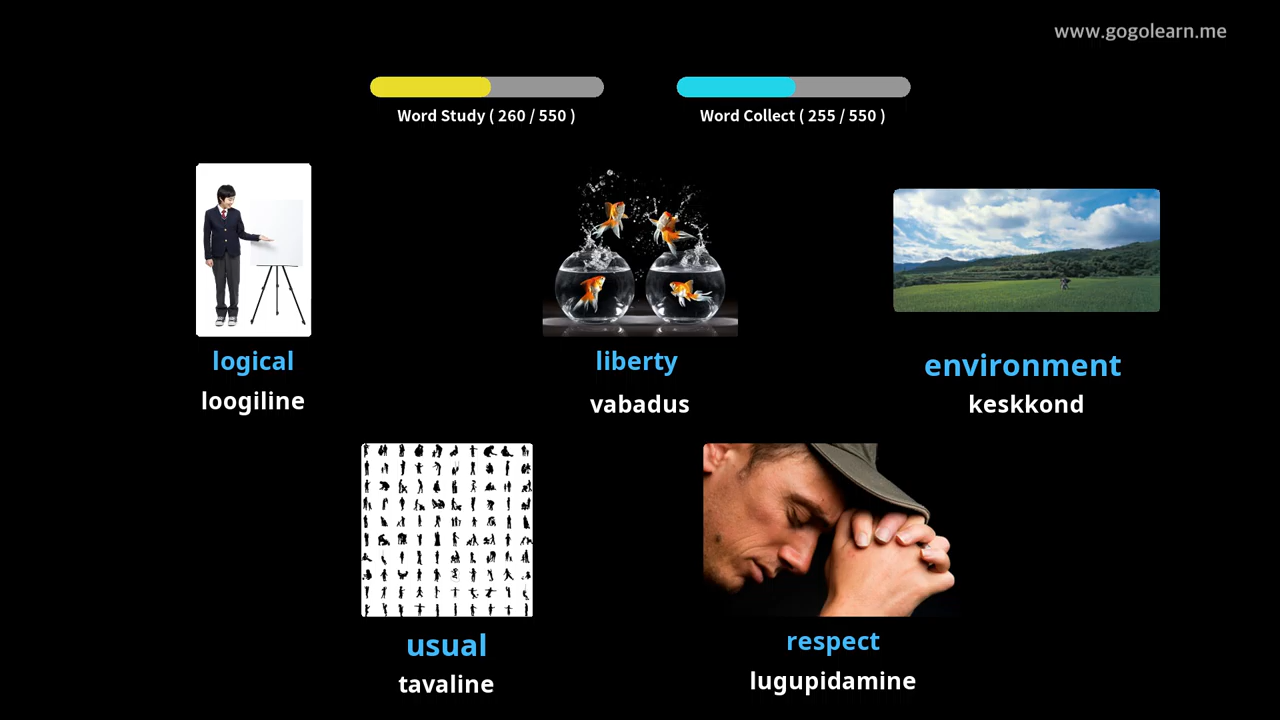 www.gogolearn.me
Word Study ( 260 / 550 )
Word Collect ( 255 / 550 )
logical
loogiline
liberty
vabadus
environment
keskkond
usual
tavaline
respect
lugupidamine